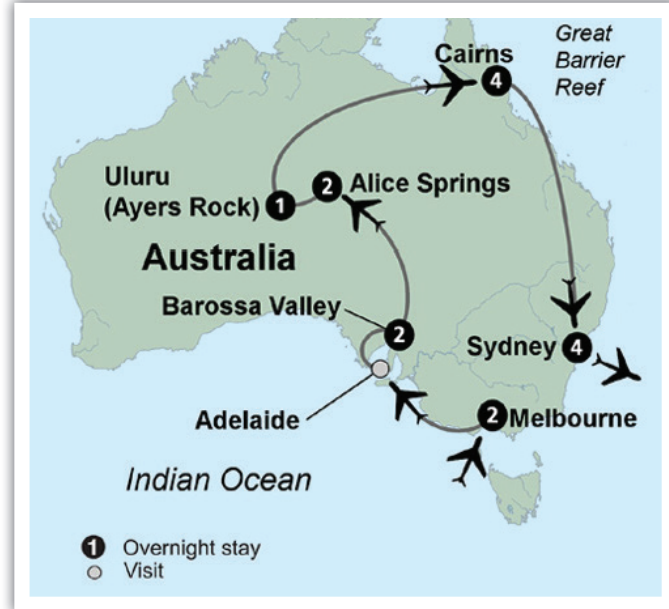 Cairns
4
Great
Barrier
Reef
Uluru
(Ayers Rock)
1
2
Alice Springs
Australia
Barossa Valley
2
Sydney
4
Adelaide
2
Melbourne
Indian Ocean
1 Overnight stay
Visit